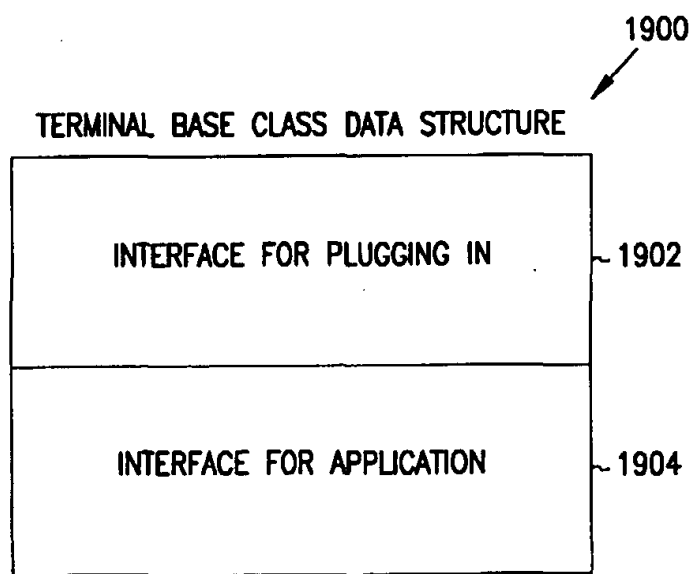 1900
TERMINAL BASE CLASS DATA STRUCTURE
INTERFACE FOR PLUGGING IN
1902
INTERFACE FOR APPLICATION
1904